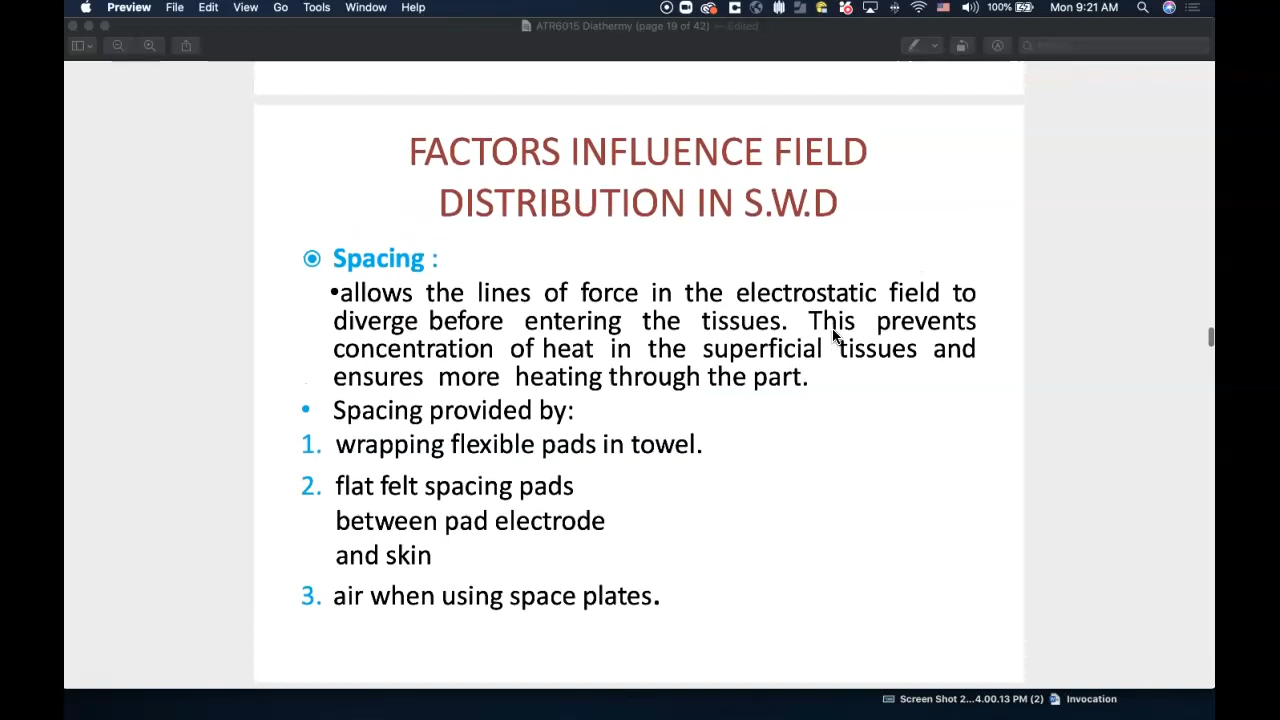 Preview File Edit View Go Tools Window Help 100% Mon 9:21 AM
ATR6015 Diathermy (page 19 of 42) — Edited
Search
FACTORS INFLUENCE FIELD
DISTRIBUTION IN S.W.D
Spacing :
•allows the lines of force in the electrostatic field to
diverge before entering the tissues. This prevents
concentration of heat in the superficial tissues and
ensures more heating through the part.
• Spacing provided by:
1. wrapping flexible pads in towel.
2. flat felt spacing pads
between pad electrode
and skin
3. air when using space plates.
Screen Shot 2...4.00.13 PM (2) Invocation